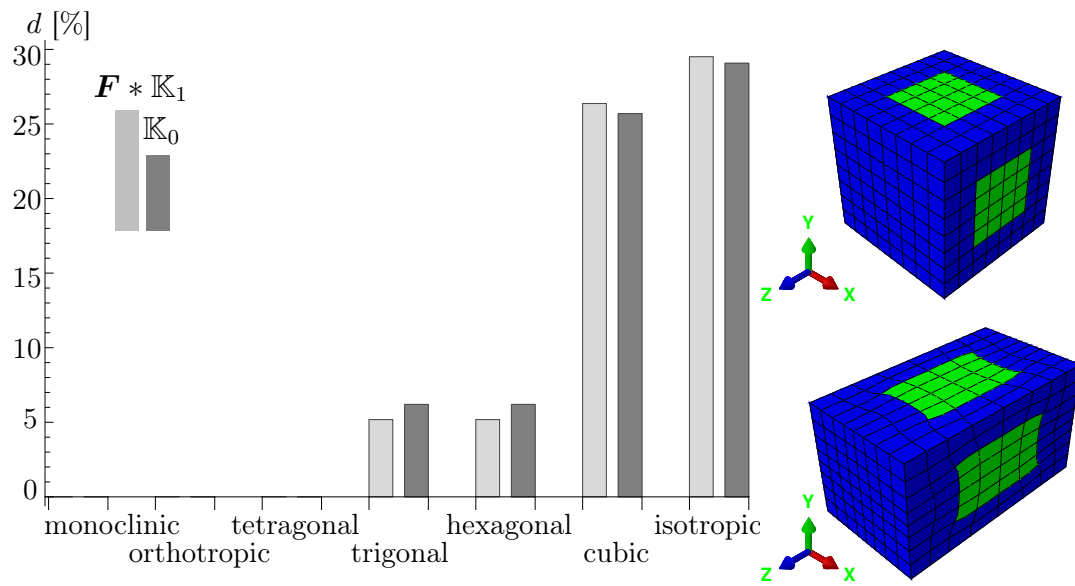 d [%]
30
25
20
15
10
5
0
F ∗ 𝕂₁
𝕂₀
monoclinic
orthotropic
tetragonal
trigonal
hexagonal
cubic
isotropic
Y
Z
X
Y
Z
X